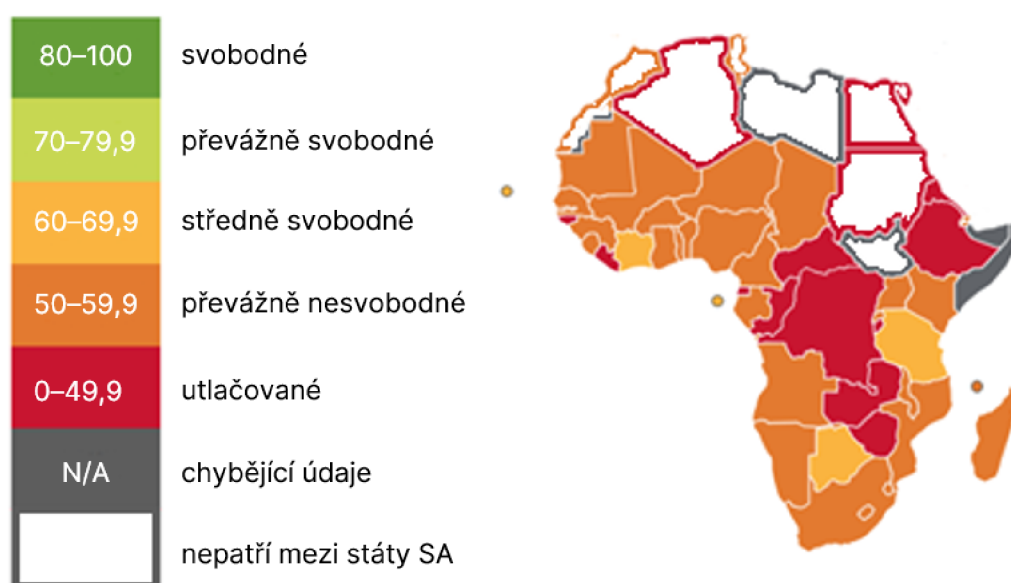 80–100 svobodné
70–79,9 převážně svobodné
60–69,9 středně svobodné
50–59,9 převážně nesvobodné
0–49,9 utlačované
N/A chybějící údaje
nepatří mezi státy SA